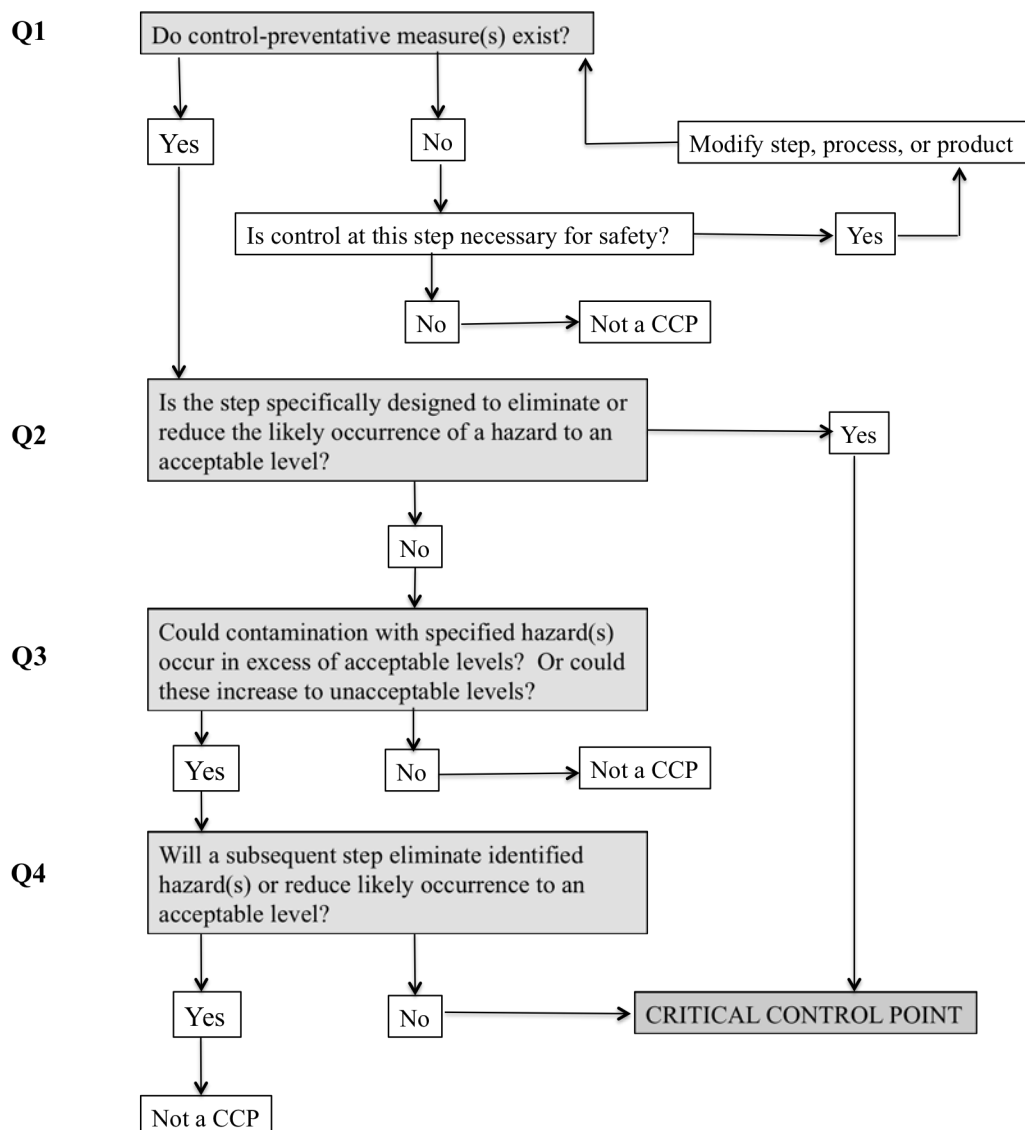 Q1
Do control-preventative measure(s) exist?
Yes
No
Modify step, process, or product
Is control at this step necessary for safety?
Yes
No
Not a CCP
Q2
Is the step specifically designed to eliminate or
reduce the likely occurrence of a hazard to an
acceptable level?
Yes
No
Q3
Could contamination with specified hazard(s)
occur in excess of acceptable levels?  Or could
these increase to unacceptable levels?
Yes
No
Not a CCP
Q4
Will a subsequent step eliminate identified
hazard(s) or reduce likely occurrence to an
acceptable level?
Yes
No
CRITICAL CONTROL POINT
Not a CCP